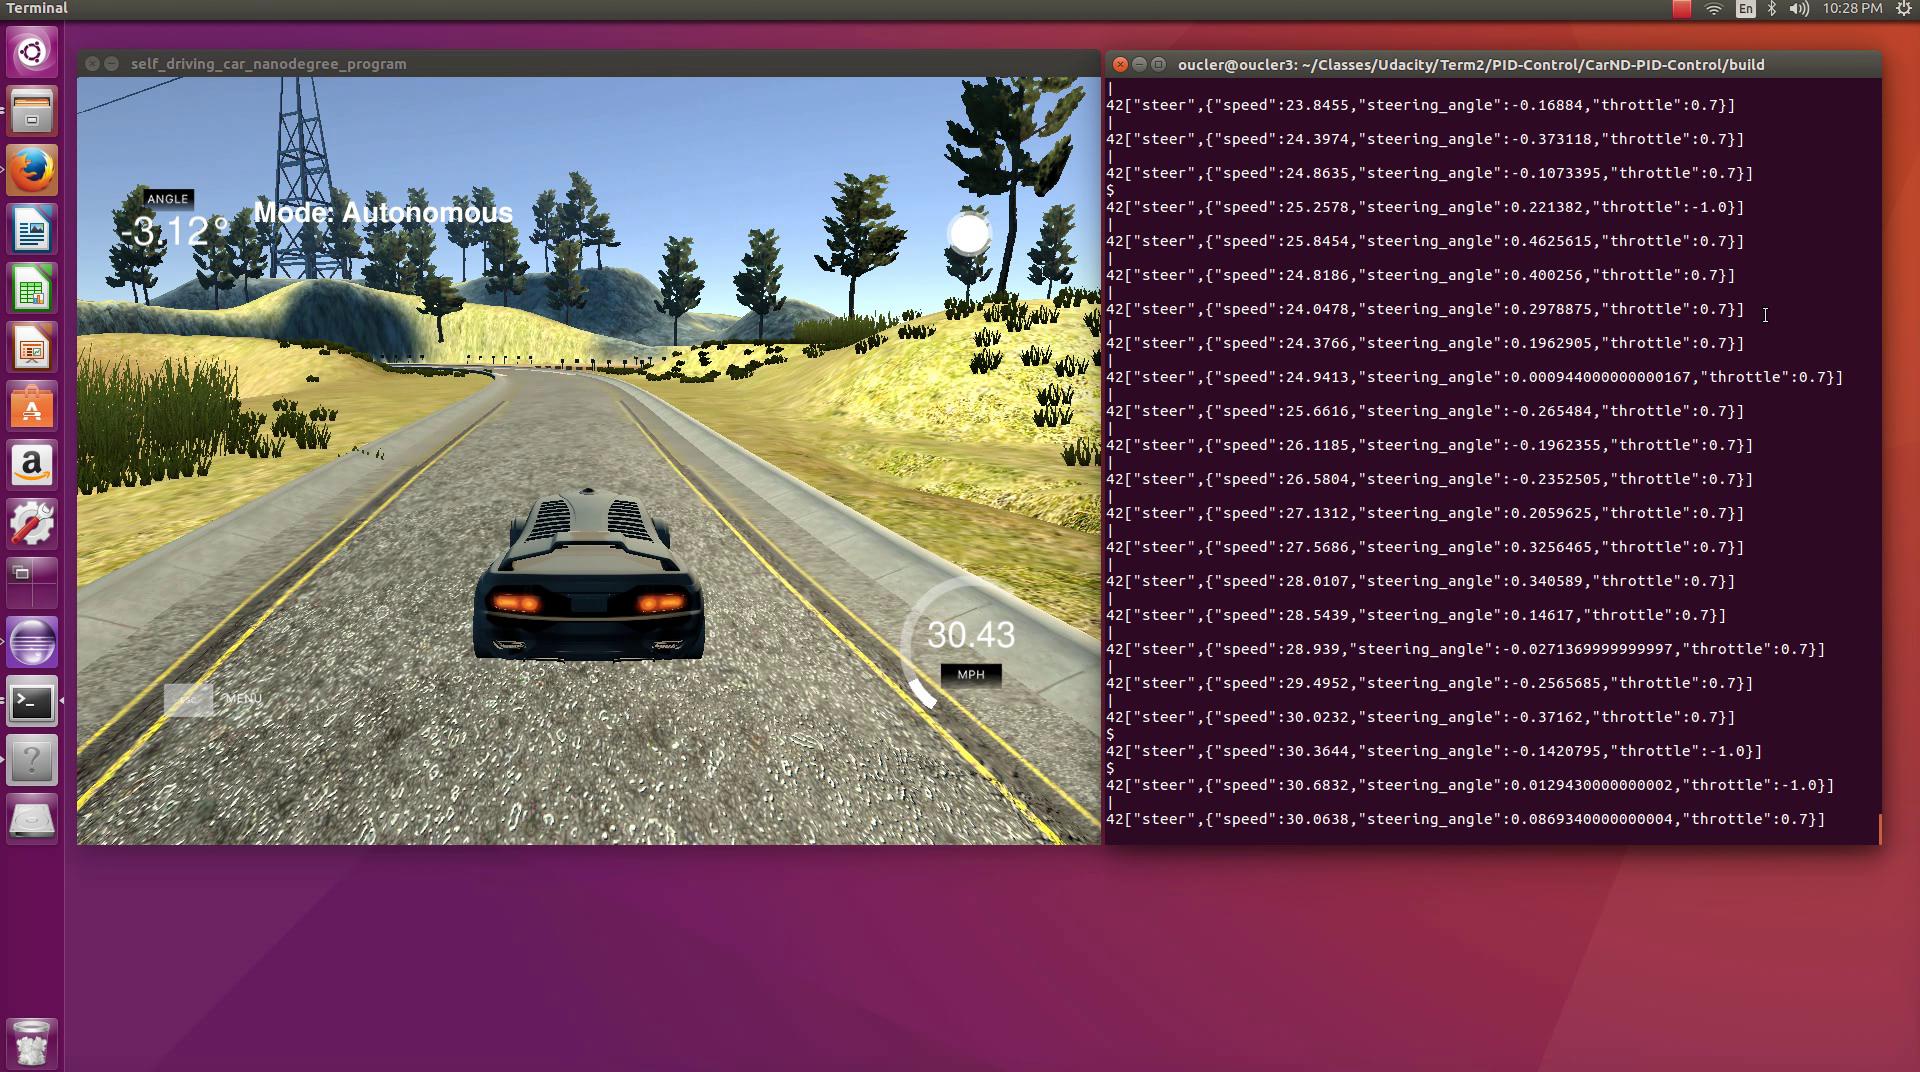 Terminal
En
10:28 PM
self_driving_car_nanodegree_program
ANGLE
-3.12°
Mode: Autonomous
30.43
MPH
ESC
MENU
a
>_
?
oucler@oucler3: ~/Classes/Udacity/Term2/PID-Control/CarND-PID-Control/build
|
42["steer",{"speed":23.8455,"steering_angle":-0.16884,"throttle":0.7}]
|
42["steer",{"speed":24.3974,"steering_angle":-0.373118,"throttle":0.7}]
|
42["steer",{"speed":24.8635,"steering_angle":-0.1073395,"throttle":0.7}]
$
42["steer",{"speed":25.2578,"steering_angle":0.221382,"throttle":-1.0}]
|
42["steer",{"speed":25.8454,"steering_angle":0.4625615,"throttle":0.7}]
|
42["steer",{"speed":24.8186,"steering_angle":0.400256,"throttle":0.7}]
|
42["steer",{"speed":24.0478,"steering_angle":0.2978875,"throttle":0.7}]
|
42["steer",{"speed":24.3766,"steering_angle":0.1962905,"throttle":0.7}]
|
42["steer",{"speed":24.9413,"steering_angle":0.000944000000000167,"throttle":0.7}]
|
42["steer",{"speed":25.6616,"steering_angle":-0.265484,"throttle":0.7}]
|
42["steer",{"speed":26.1185,"steering_angle":-0.1962355,"throttle":0.7}]
|
42["steer",{"speed":26.5804,"steering_angle":-0.2352505,"throttle":0.7}]
|
42["steer",{"speed":27.1312,"steering_angle":0.2059625,"throttle":0.7}]
|
42["steer",{"speed":27.5686,"steering_angle":0.3256465,"throttle":0.7}]
|
42["steer",{"speed":28.0107,"steering_angle":0.340589,"throttle":0.7}]
|
42["steer",{"speed":28.5439,"steering_angle":0.14617,"throttle":0.7}]
|
42["steer",{"speed":28.939,"steering_angle":-0.0271369999999997,"throttle":0.7}]
|
42["steer",{"speed":29.4952,"steering_angle":-0.2565685,"throttle":0.7}]
|
42["steer",{"speed":30.0232,"steering_angle":-0.37162,"throttle":0.7}]
$
42["steer",{"speed":30.3644,"steering_angle":-0.1420795,"throttle":-1.0}]
$
42["steer",{"speed":30.6832,"steering_angle":0.0129430000000002,"throttle":-1.0}]
|
42["steer",{"speed":30.0638,"steering_angle":0.0869340000000004,"throttle":0.7}]